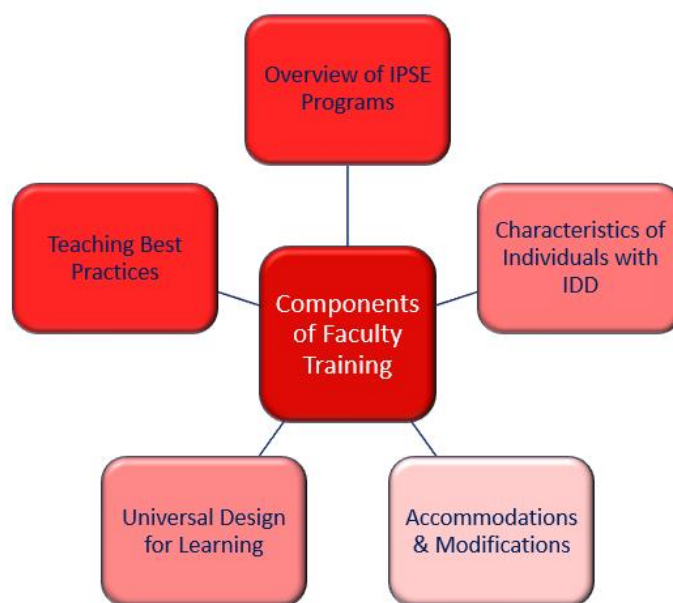 Overview of IPSE
Programs
Teaching Best
Practices
Characteristics of
Individuals with
IDD
Components
of Faculty
Training
Universal Design
for Learning
Accommodations
& Modifications